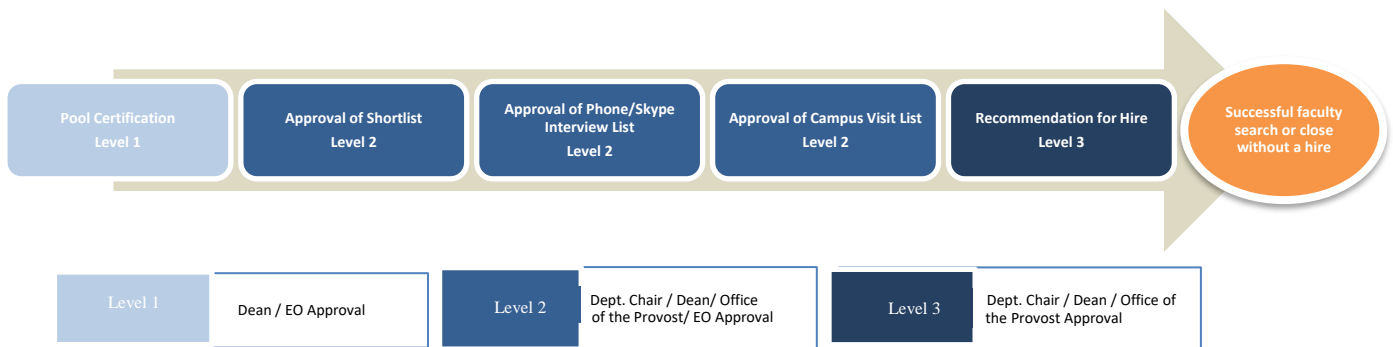 Pool Certification
Level 1
Approval of Shortlist
Level 2
Approval of Phone/Skype
Interview List
Level 2
Approval of Campus Visit List
Level 2
Recommendation for Hire
Level 3
Successful faculty
search or close
without a hire
Level 1
Dean / EO Approval
Level 2
Dept. Chair / Dean/ Office
of the Provost/ EO Approval
Level 3
Dept. Chair / Dean / Office of
the Provost Approval